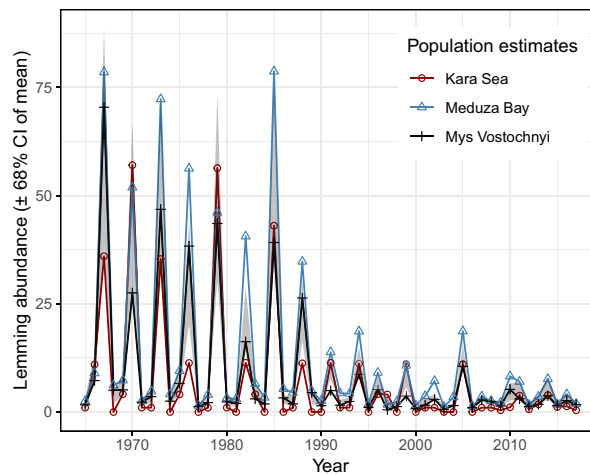 Population estimates
Kara Sea
Meduza Bay
Mys Vostochnyi
Lemming abundance (± 68% CI of mean)
75
50
25
0
1970 1980 1990 2000 2010
Year